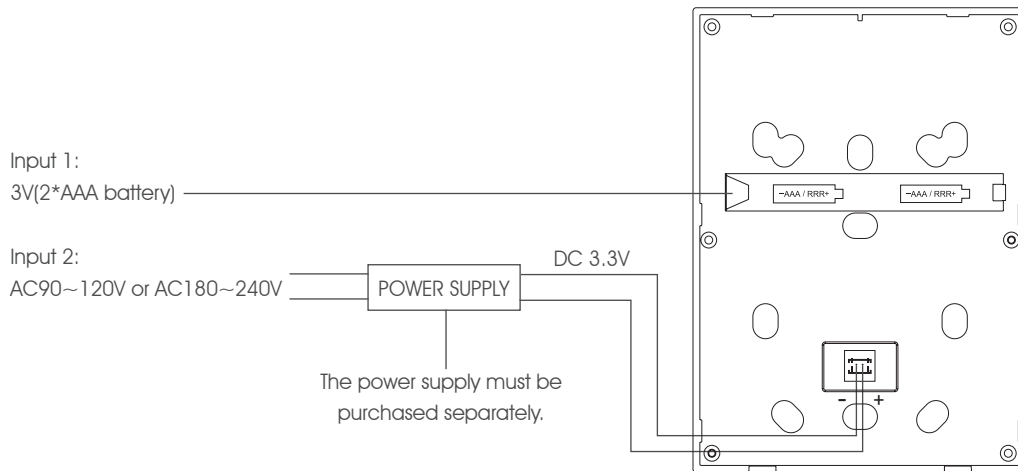 Input 1:
3V(2*AAA battery)
-AAA / RRR+
-AAA / RRR+
Input 2:
AC90~120V or AC180~240V
POWER SUPPLY
DC 3.3V
The power supply must be
purchased separately.
- +